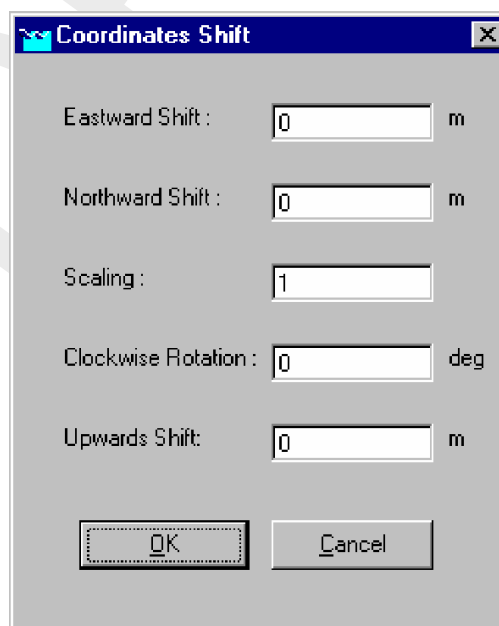 Coordinates Shift
Eastward Shift : 0 m
Northward Shift : 0 m
Scaling : 1
Clockwise Rotation : 0 deg
Upwards Shift: 0 m
OK Cancel